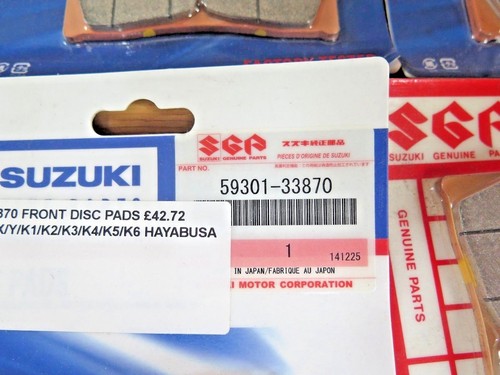 SGP
スズキ純正部品
SUZUKI GENUINE PARTS
PIECES D'ORIGINE DE SUZUKI
PART NO.
59301-33870
SUZUKI
370 FRONT DISC PADS £42.72
X/Y/K1/K2/K3/K4/K5/K6 HAYABUSA
1
141225
IN JAPAN/FABRIQUE AU JAPON
MOTOR CORPORATION
SGP
SUZUKI GENUINE PARTS
GENUINE PARTS